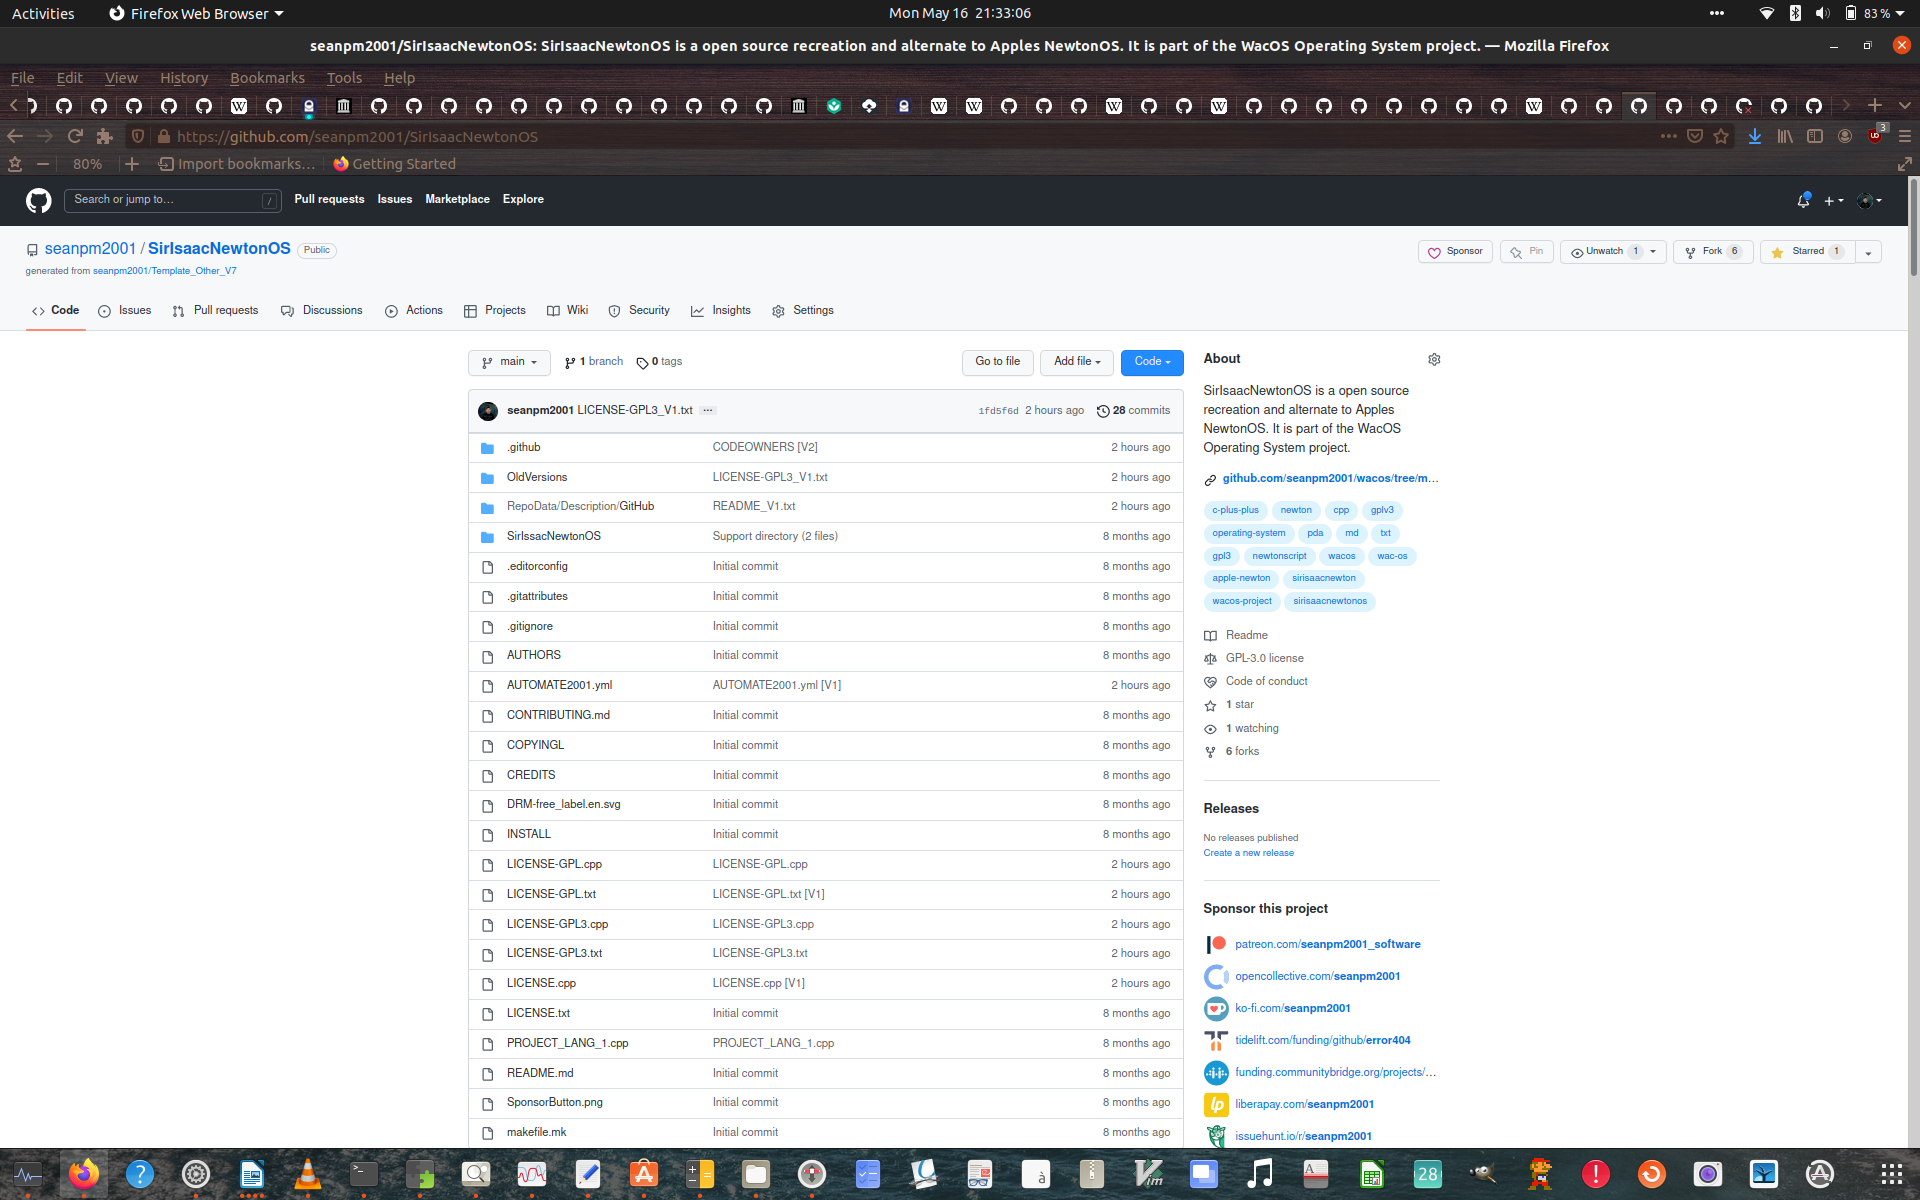 Activities Firefox Web Browser Mon May 16 21:33:06 83 %
seanpm2001/SirIsaacNewtonOS: SirIsaacNewtonOS is a open source recreation and alternate to Apples NewtonOS. It is part of the WacOS Operating System project. — Mozilla Firefox
File Edit View History Bookmarks Tools Help
https://github.com/seanpm2001/SirIsaacNewtonOS 3
80% Import bookmarks... Getting Started
Search or jump to... / Pull requests Issues Marketplace Explore
seanpm2001 / SirIsaacNewtonOS Public Sponsor Pin Unwatch 1 Fork 6 Starred 1
generated from seanpm2001/Template_Other_V7
Code Issues Pull requests Discussions Actions Projects Wiki Security Insights Settings
main 1 branch 0 tags Go to file Add file Code
seanpm2001 LICENSE-GPL3_V1.txt ... 1fd5f6d 2 hours ago 28 commits
.github CODEOWNERS [V2] 2 hours ago
OldVersions LICENSE-GPL3_V1.txt 2 hours ago
RepoData/Description/GitHub README_V1.txt 2 hours ago
SirIssacNewtonOS Support directory (2 files) 8 months ago
.editorconfig Initial commit 8 months ago
.gitattributes Initial commit 8 months ago
.gitignore Initial commit 8 months ago
AUTHORS Initial commit 8 months ago
AUTOMATE2001.yml AUTOMATE2001.yml [V1] 2 hours ago
CONTRIBUTING.md Initial commit 8 months ago
COPYINGL Initial commit 8 months ago
CREDITS Initial commit 8 months ago
DRM-free_label.en.svg Initial commit 8 months ago
INSTALL Initial commit 8 months ago
LICENSE-GPL.cpp LICENSE-GPL.cpp 2 hours ago
LICENSE-GPL.txt LICENSE-GPL.txt [V1] 2 hours ago
LICENSE-GPL3.cpp LICENSE-GPL3.cpp 2 hours ago
LICENSE-GPL3.txt LICENSE-GPL3.txt 2 hours ago
LICENSE.cpp LICENSE.cpp [V1] 2 hours ago
LICENSE.txt Initial commit 8 months ago
PROJECT_LANG_1.cpp PROJECT_LANG_1.cpp 2 hours ago
README.md Initial commit 8 months ago
SponsorButton.png Initial commit 8 months ago
makefile.mk Initial commit 8 months ago
About
SirIsaacNewtonOS is a open source
recreation and alternate to Apples
NewtonOS. It is part of the WacOS
Operating System project.
github.com/seanpm2001/wacos/tree/m...
c-plus-plus newton cpp gplv3
operating-system pda md txt
gpl3 newtonscript wacos wac-os
apple-newton sirisaacnewton
wacos-project sirisaacnewtonos
Readme
GPL-3.0 license
Code of conduct
1 star
1 watching
6 forks
Releases
No releases published
Create a new release
Sponsor this project
patreon.com/seanpm2001_software
opencollective.com/seanpm2001
ko-fi.com/seanpm2001
tidelift.com/funding/github/error404
funding.communitybridge.org/projects/...
liberapay.com/seanpm2001
issuehunt.io/r/seanpm2001
28